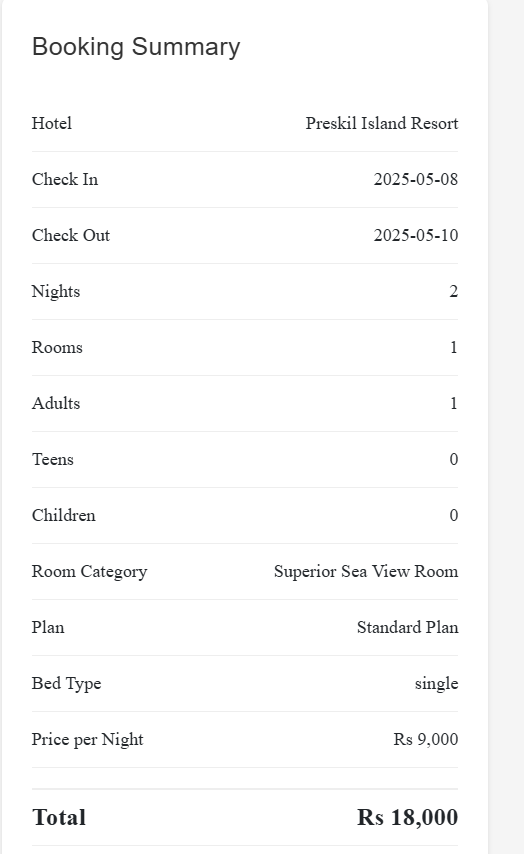 Booking Summary
Hotel Preskil Island Resort
Check In 2025-05-08
Check Out 2025-05-10
Nights 2
Rooms 1
Adults 1
Teens 0
Children 0
Room Category Superior Sea View Room
Plan Standard Plan
Bed Type single
Price per Night Rs 9,000
Total Rs 18,000